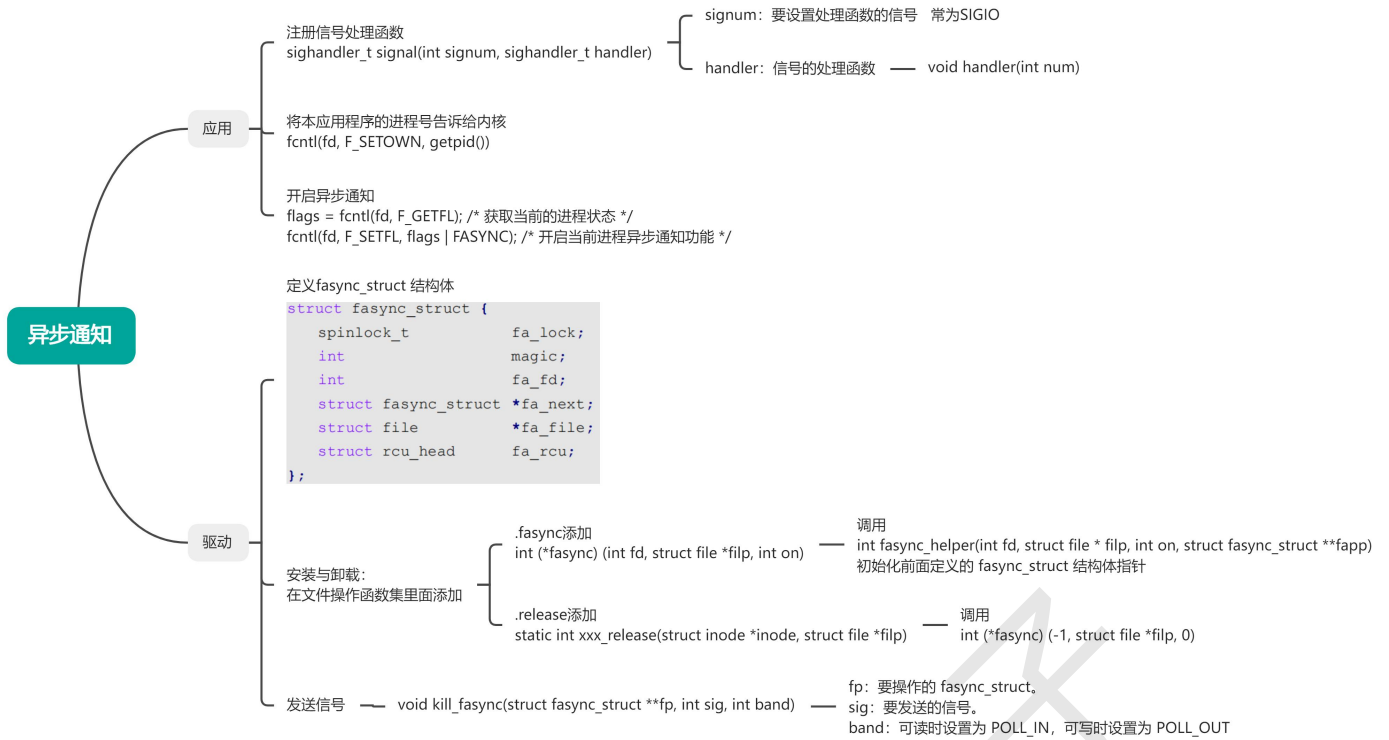 异步通知
应用
注册信号处理函数
sighandler_t signal(int signum, sighandler_t handler)
signum：要设置处理函数的信号 常为SIGIO
handler：信号的处理函数
void handler(int num)
将本应用程序的进程号告诉给内核
fcntl(fd, F_SETOWN, getpid())
开启异步通知
flags = fcntl(fd, F_GETFL); /* 获取当前的进程状态 */
fcntl(fd, F_SETFL, flags | FASYNC); /* 开启当前进程异步通知功能 */
驱动
定义fasync_struct 结构体
struct fasync_struct {
spinlock_t fa_lock;
int magic;
int fa_fd;
struct fasync_struct *fa_next;
struct file *fa_file;
struct rcu_head fa_rcu;
};
安装与卸载：
在文件操作函数集里面添加
.fasync添加
int (*fasync) (int fd, struct file *filp, int on)
调用
int fasync_helper(int fd, struct file * filp, int on, struct fasync_struct **fapp)
初始化前面定义的 fasync_struct 结构体指针
.release添加
static int xxx_release(struct inode *inode, struct file *filp)
调用
int (*fasync) (-1, struct file *filp, 0)
发送信号
void kill_fasync(struct fasync_struct **fp, int sig, int band)
fp：要操作的 fasync_struct。
sig：要发送的信号。
band：可读时设置为 POLL_IN，可写时设置为 POLL_OUT